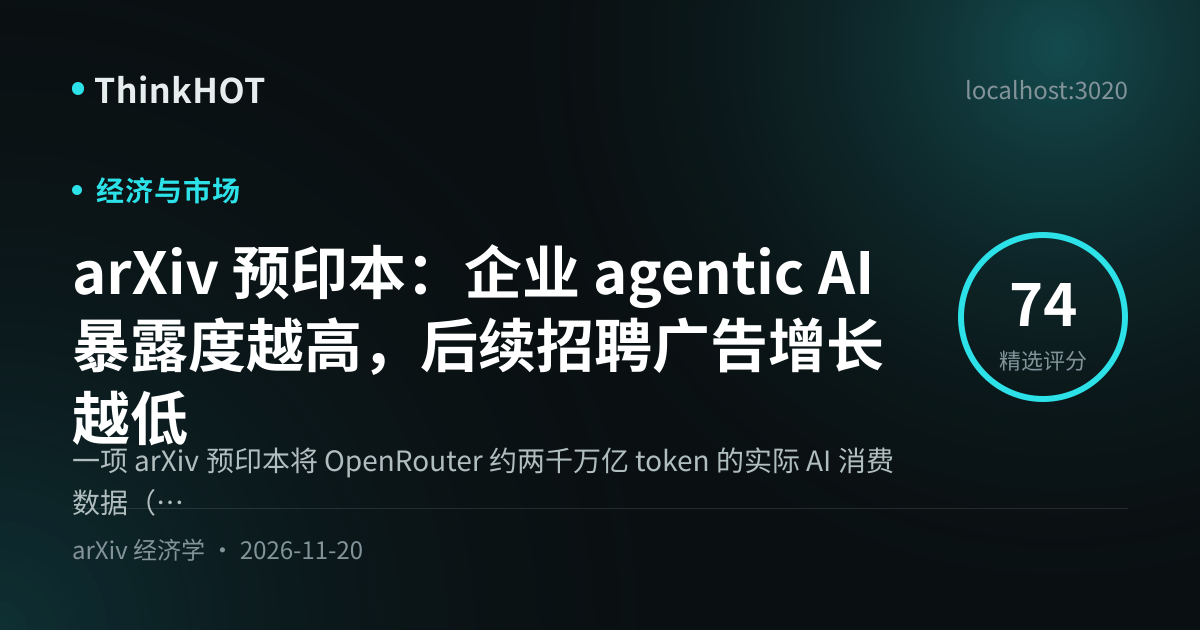 ThinkHOT
localhost:3020
经济与市场
arXiv 预印本：企业 agentic AI
暴露度越高，后续招聘广告增长
越低
74
精选评分
一项 arXiv 预印本将 OpenRouter 约两千万亿 token 的实际 AI 消费
数据（…
arXiv 经济学 · 2026-11-20